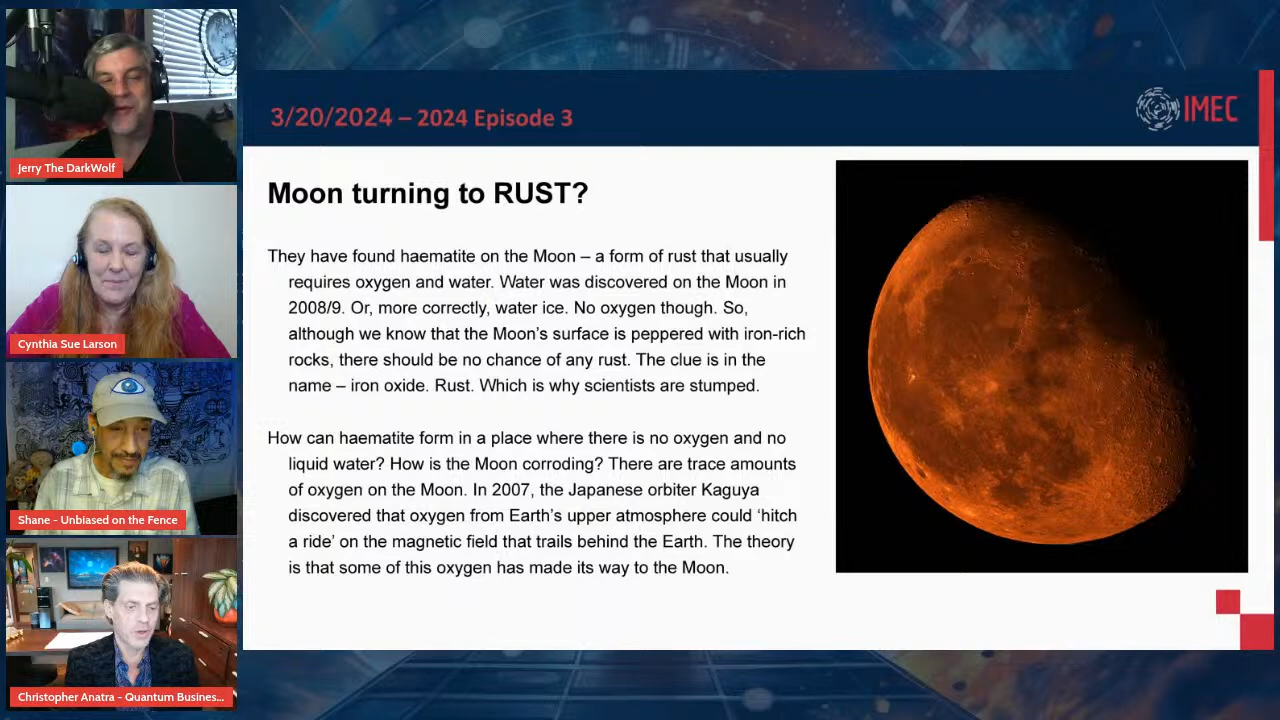 Jerry The DarkWolf
Cynthia Sue Larson
Shane - Unbiased on the Fence
Christopher Anatra - Quantum Busines...
3/20/2024 – 2024 Episode 3
IMEC
Moon turning to RUST?
They have found haematite on the Moon – a form of rust that usually
requires oxygen and water. Water was discovered on the Moon in
2008/9. Or, more correctly, water ice. No oxygen though. So,
although we know that the Moon’s surface is peppered with iron-rich
rocks, there should be no chance of any rust. The clue is in the
name – iron oxide. Rust. Which is why scientists are stumped.
How can haematite form in a place where there is no oxygen and no
liquid water? How is the Moon corroding? There are trace amounts
of oxygen on the Moon. In 2007, the Japanese orbiter Kaguya
discovered that oxygen from Earth’s upper atmosphere could ‘hitch
a ride’ on the magnetic field that trails behind the Earth. The theory
is that some of this oxygen has made its way to the Moon.